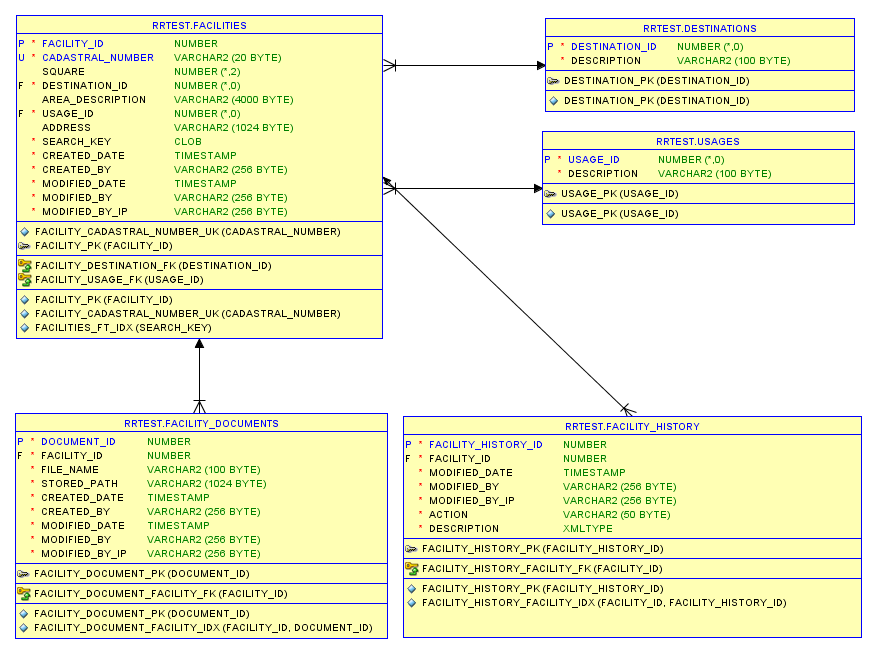 RRTEST.FACILITIES
P * FACILITY_ID NUMBER
U * CADASTRAL_NUMBER VARCHAR2 (20 BYTE)
SQUARE NUMBER (*,2)
F * DESTINATION_ID NUMBER (*,0)
AREA_DESCRIPTION VARCHAR2 (4000 BYTE)
F * USAGE_ID NUMBER (*,0)
ADDRESS VARCHAR2 (1024 BYTE)
* SEARCH_KEY CLOB
* CREATED_DATE TIMESTAMP
* CREATED_BY VARCHAR2 (256 BYTE)
* MODIFIED_DATE TIMESTAMP
* MODIFIED_BY VARCHAR2 (256 BYTE)
* MODIFIED_BY_IP VARCHAR2 (256 BYTE)
FACILITY_CADASTRAL_NUMBER_UK (CADASTRAL_NUMBER)
FACILITY_PK (FACILITY_ID)
FACILITY_DESTINATION_FK (DESTINATION_ID)
FACILITY_USAGE_FK (USAGE_ID)
FACILITY_PK (FACILITY_ID)
FACILITY_CADASTRAL_NUMBER_UK (CADASTRAL_NUMBER)
FACILITIES_FT_IDX (SEARCH_KEY)
RRTEST.DESTINATIONS
P * DESTINATION_ID NUMBER (*,0)
* DESCRIPTION VARCHAR2 (100 BYTE)
DESTINATION_PK (DESTINATION_ID)
DESTINATION_PK (DESTINATION_ID)
RRTEST.USAGES
P * USAGE_ID NUMBER (*,0)
* DESCRIPTION VARCHAR2 (100 BYTE)
USAGE_PK (USAGE_ID)
USAGE_PK (USAGE_ID)
RRTEST.FACILITY_DOCUMENTS
P * DOCUMENT_ID NUMBER
F * FACILITY_ID NUMBER
* FILE_NAME VARCHAR2 (100 BYTE)
* STORED_PATH VARCHAR2 (1024 BYTE)
* CREATED_DATE TIMESTAMP
* CREATED_BY VARCHAR2 (256 BYTE)
* MODIFIED_DATE TIMESTAMP
* MODIFIED_BY VARCHAR2 (256 BYTE)
* MODIFIED_BY_IP VARCHAR2 (256 BYTE)
FACILITY_DOCUMENT_PK (DOCUMENT_ID)
FACILITY_DOCUMENT_FACILITY_FK (FACILITY_ID)
FACILITY_DOCUMENT_PK (DOCUMENT_ID)
FACILITY_DOCUMENT_FACILITY_IDX (FACILITY_ID, DOCUMENT_ID)
RRTEST.FACILITY_HISTORY
P * FACILITY_HISTORY_ID NUMBER
F * FACILITY_ID NUMBER
* MODIFIED_DATE TIMESTAMP
* MODIFIED_BY VARCHAR2 (256 BYTE)
* MODIFIED_BY_IP VARCHAR2 (256 BYTE)
* ACTION VARCHAR2 (50 BYTE)
* DESCRIPTION XMLTYPE
FACILITY_HISTORY_PK (FACILITY_HISTORY_ID)
FACILITY_HISTORY_FACILITY_FK (FACILITY_ID)
FACILITY_HISTORY_PK (FACILITY_HISTORY_ID)
FACILITY_HISTORY_FACILITY_IDX (FACILITY_ID, FACILITY_HISTORY_ID)